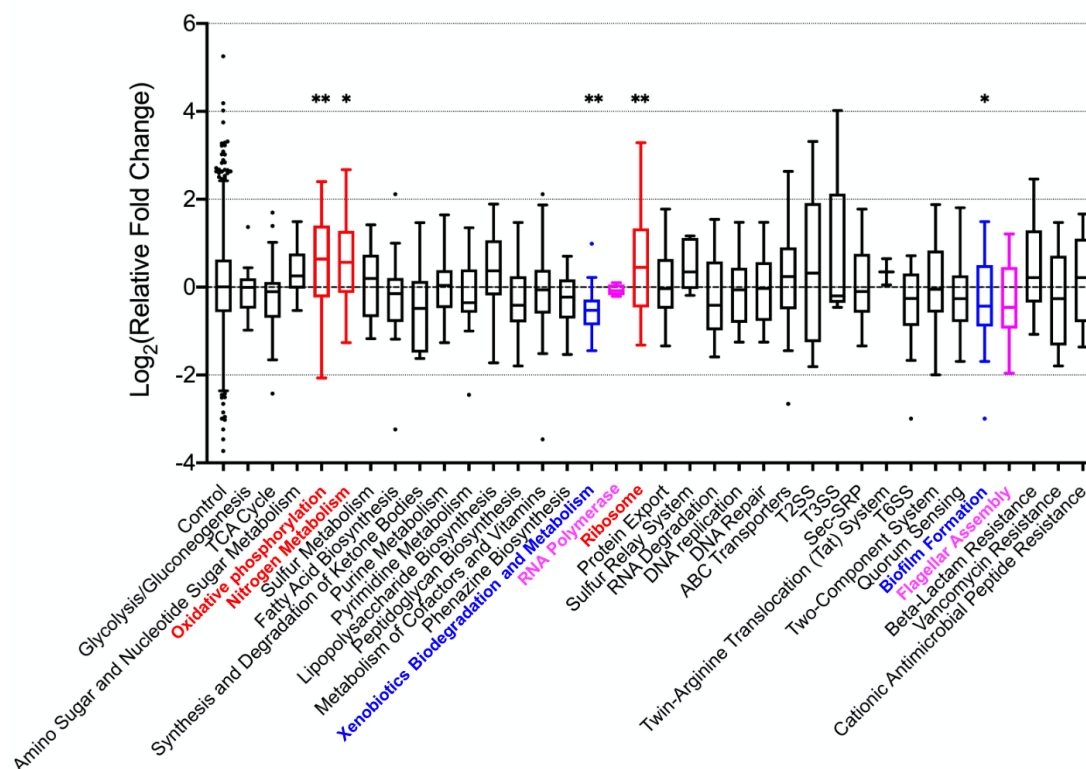 6
4
2
0
-2
-4
Log2(Relative Fold Change)
**
*
**
**
*
Control
Glycolysis/Gluconeogenesis
TCA Cycle
Amino Sugar and Nucleotide Sugar Metabolism
Oxidative phosphorylation
Nitrogen Metabolism
Sulfur Metabolism
Fatty Acid Biosynthesis
Synthesis and Degradation of Ketone Bodies
Purine Metabolism
Pyrimidine Metabolism
Lipopolysaccharide Biosynthesis
Peptidoglycan Biosynthesis
Metabolism of Cofactors and Vitamins
Phenazine Biosynthesis
Xenobiotics Biodegradation and Metabolism
RNA Polymerase
Ribosome
Protein Export
Sulfur Relay System
RNA Degradation
DNA replication
DNA Repair
ABC Transporters
T2SS
T3SS
Sec-SRP
Twin-Arginine Translocation (Tat) System
T6SS
Two-Component System
Quorum Sensing
Biofilm Formation
Flagellar Assembly
Beta-Lactam Resistance
Vancomycin Resistance
Cationic Antimicrobial Peptide Resistance